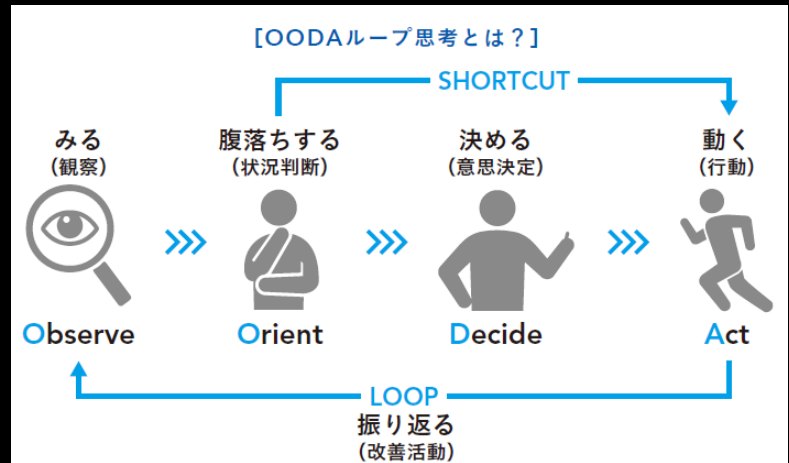 [OODAループ思考とは？]
SHORTCUT
みる
(観察)
腹落ちする
(状況判断)
決める
(意思決定)
動く
(行動)
Observe
Orient
Decide
Act
LOOP
振り返る
(改善活動)